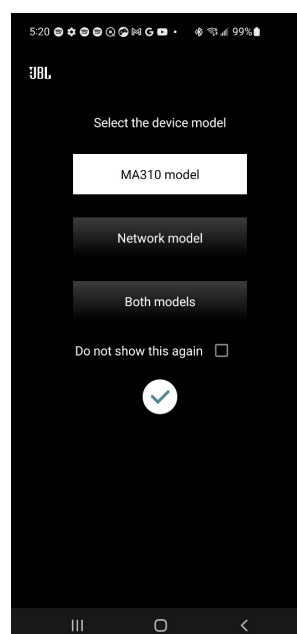 5:20 99%
JBL
Select the device model
MA310 model
Network model
Both models
Do not show this again